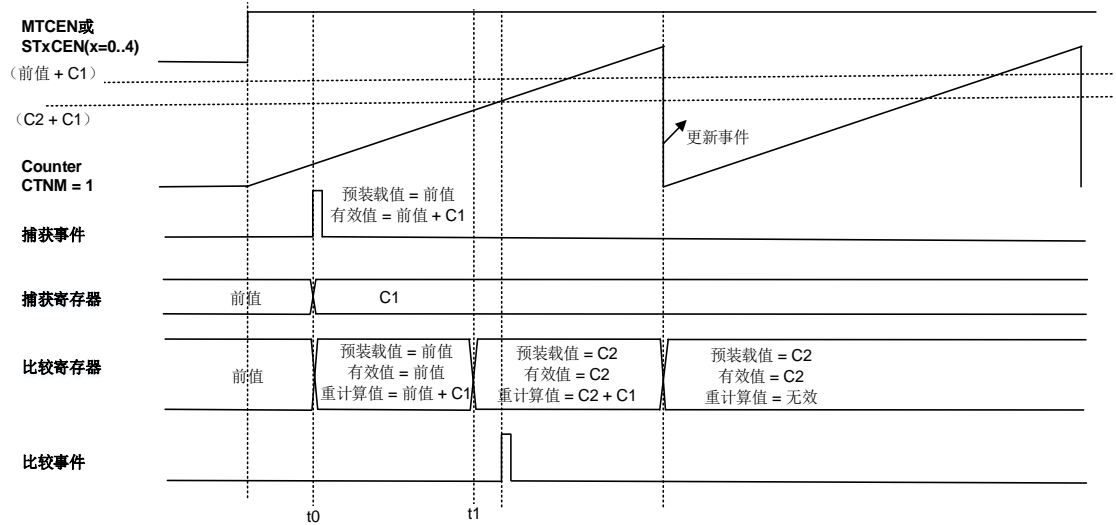 MTCEN或
STxCEN(x=0..4)
（前值 + C1）
（C2 + C1）
Counter
CTNM = 1
更新事件
预装载值 = 前值
有效值 = 前值 + C1
捕获事件
捕获寄存器
前值
C1
比较寄存器
前值
预装载值 = 前值
有效值 = 前值
重计算值 = 前值 + C1
预装载值 = C2
有效值 = C2
重计算值 = C2 + C1
预装载值 = C2
有效值 = C2
重计算值 = 无效
比较事件
t0
t1